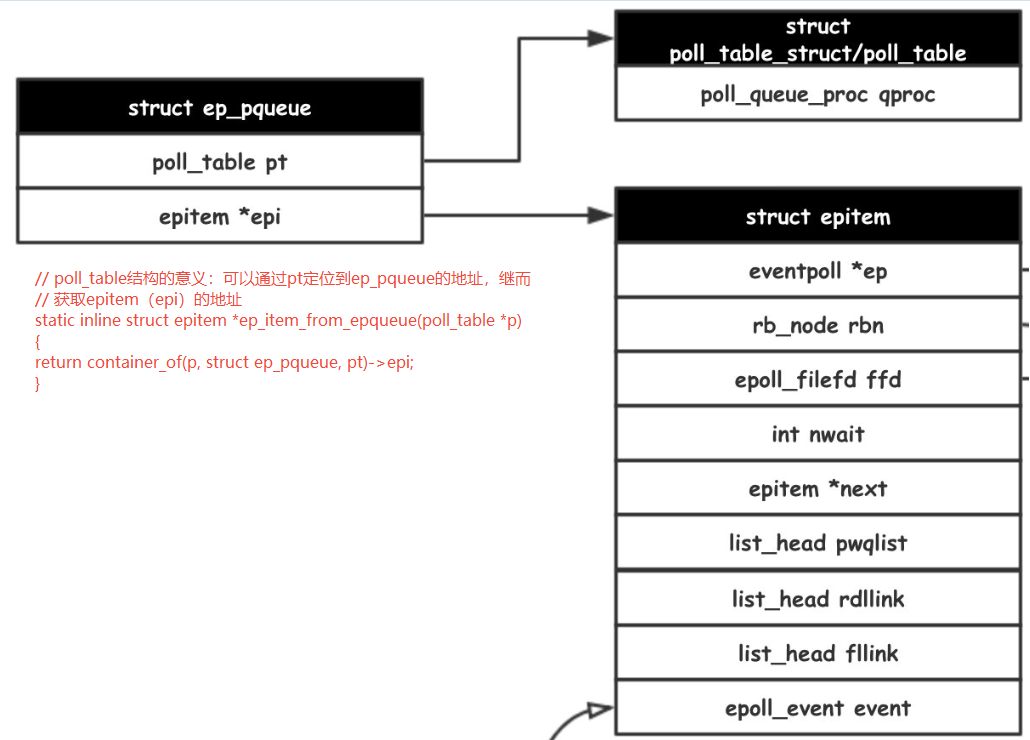 struct ep_pqueue
poll_table pt
epitem *epi
// poll_table结构的意义：可以通过pt定位到ep_pqueue的地址，继而
// 获取epitem（epi）的地址
static inline struct epitem *ep_item_from_epqueue(poll_table *p)
{
return container_of(p, struct ep_pqueue, pt)->epi;
}
struct
poll_table_struct/poll_table
poll_queue_proc qproc
struct epitem
eventpoll *ep
rb_node rbn
epoll_filefd ffd
int nwait
epitem *next
list_head pwqlist
list_head rdllink
list_head fllink
epoll_event event